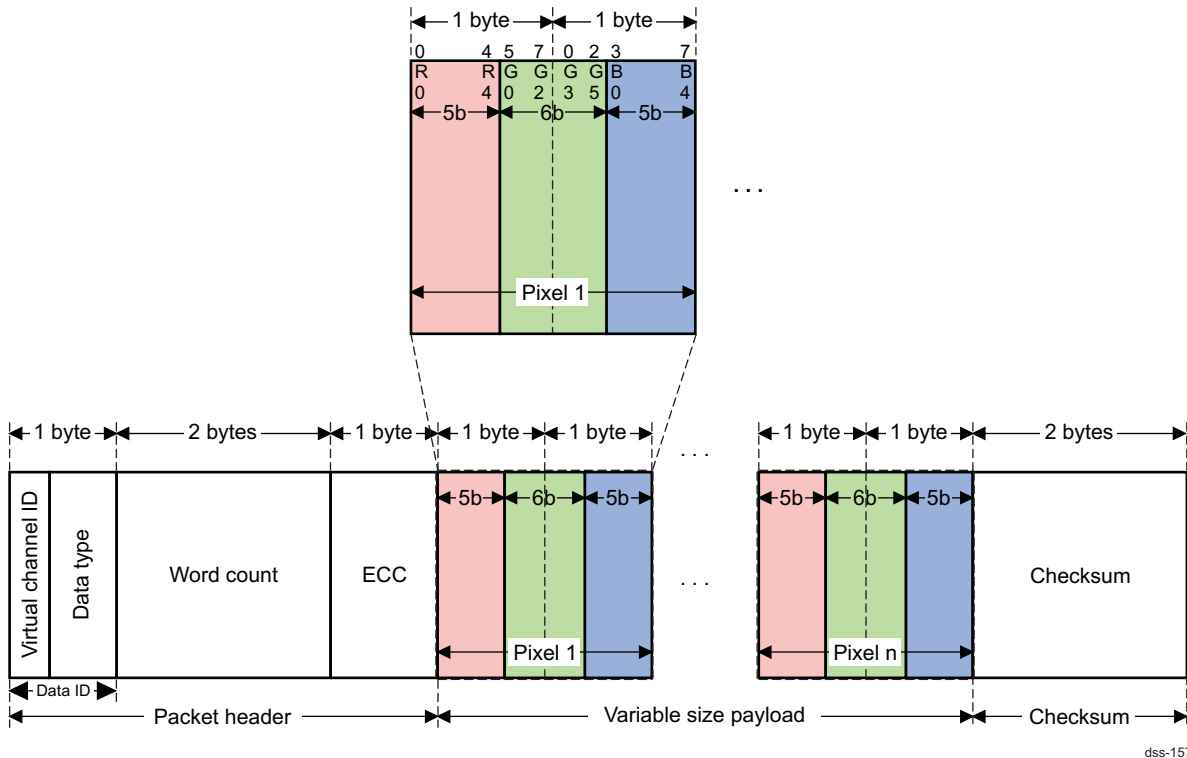 1 byte 1 byte
0 4 5 7 0 2 3 7
R R G G G G B B
0 4 0 2 3 5 0 4
5b 6b 5b
. . .
Pixel 1
1 byte 2 bytes 1 byte 1 byte 1 byte . . . 1 byte 1 byte 2 bytes
Virtual channel ID
Data type
Word count
ECC
5b 6b 5b
Pixel 1
. . .
5b 6b 5b
Pixel n
Checksum
Data ID
Packet header Variable size payload Checksum
dss-157